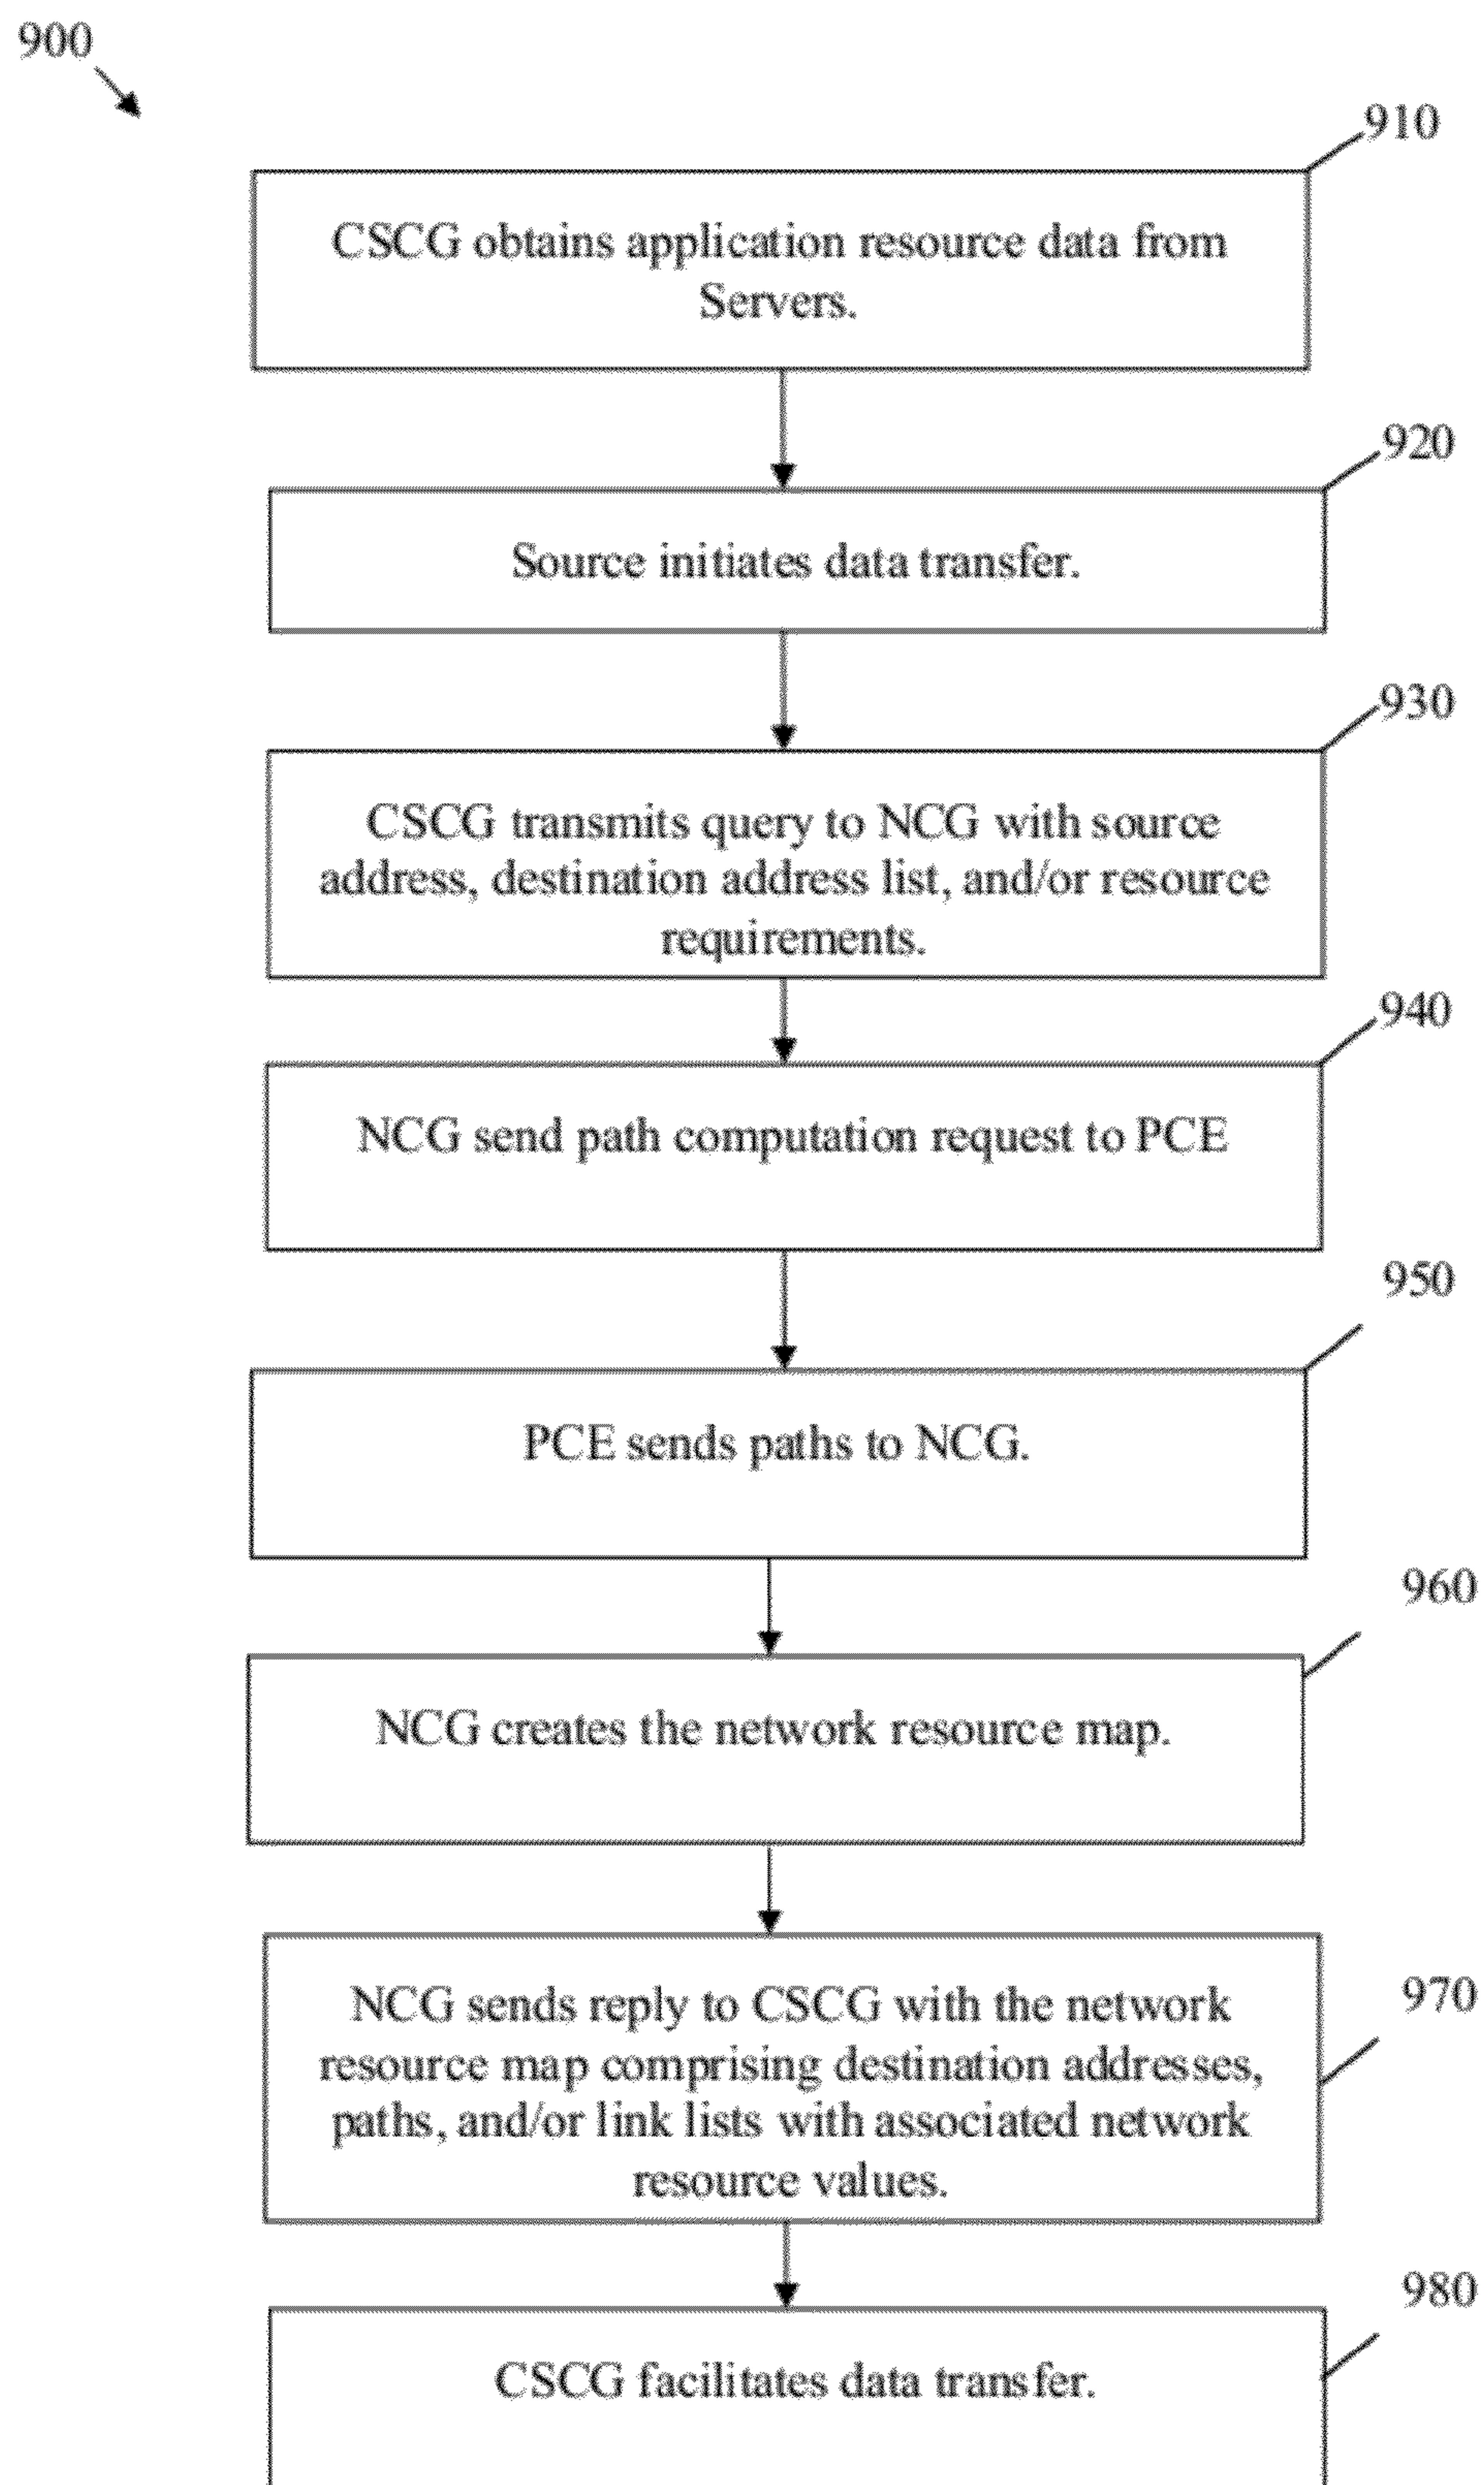 900
910
CSCG obtains application resource data from
Servers.
920
Source initiates data transfer.
930
CSCG transmits query to NCG with source
address, destination address list, and/or resource
requirements.
940
NCG send path computation request to PCE
950
PCE sends paths to NCG.
960
NCG creates the network resource map.
970
NCG sends reply to CSCG with the network
resource map comprising destination addresses,
paths, and/or link lists with associated network
resource values.
980
CSCG facilitates data transfer.